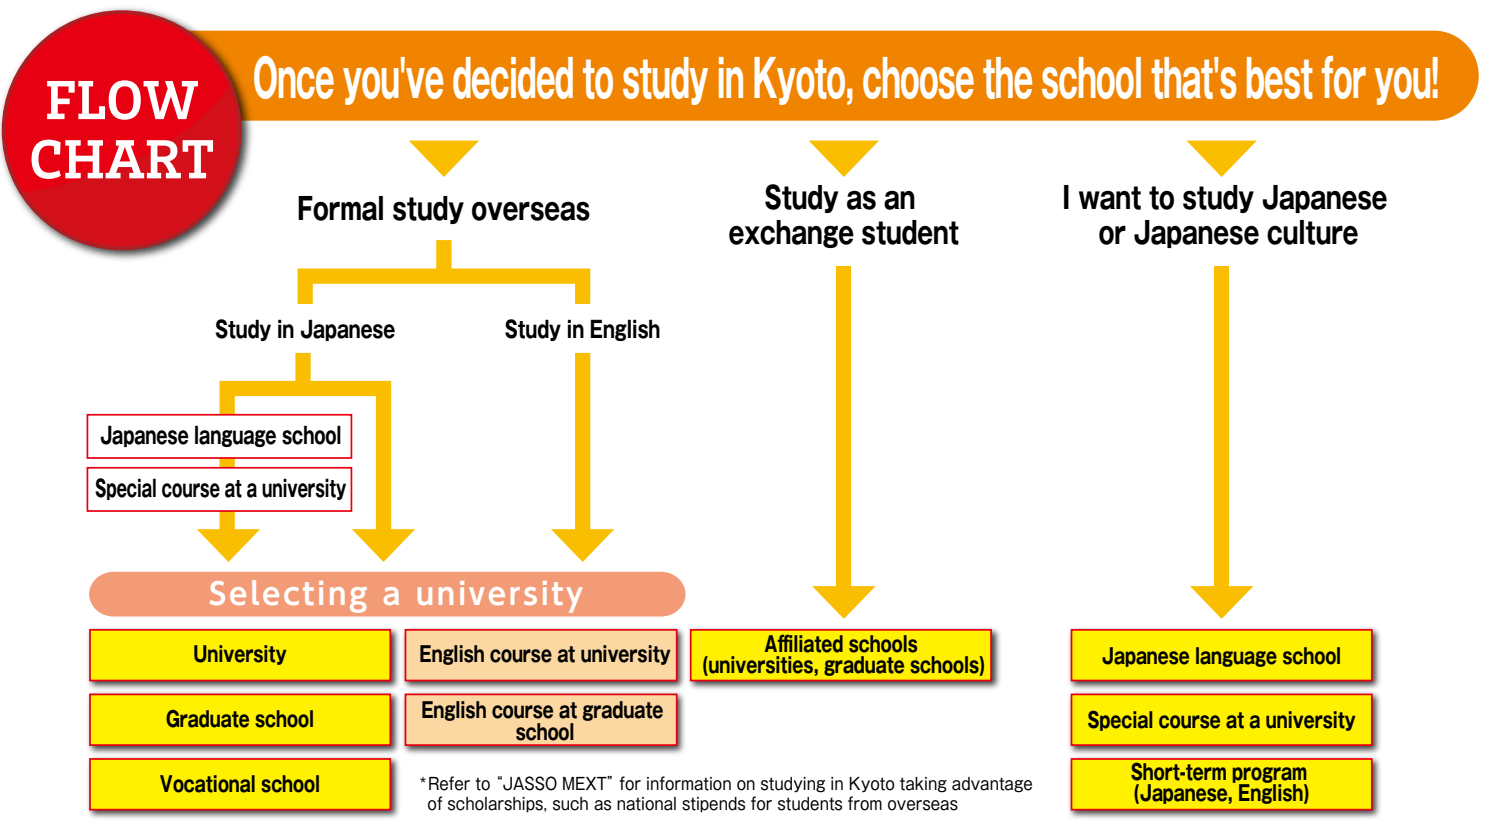 FLOW
CHART
Once you've decided to study in Kyoto, choose the school that's best for you!
Formal study overseas
Study as an
exchange student
I want to study Japanese
or Japanese culture
Study in Japanese
Study in English
Japanese language school
Special course at a university
Selecting a university
University
Graduate school
Vocational school
English course at university
English course at graduate
school
Affiliated schools
(universities, graduate schools)
Japanese language school
Special course at a university
Short-term program
(Japanese, English)
*Refer to “JASSO MEXT” for information on studying in Kyoto taking advantage
of scholarships, such as national stipends for students from overseas